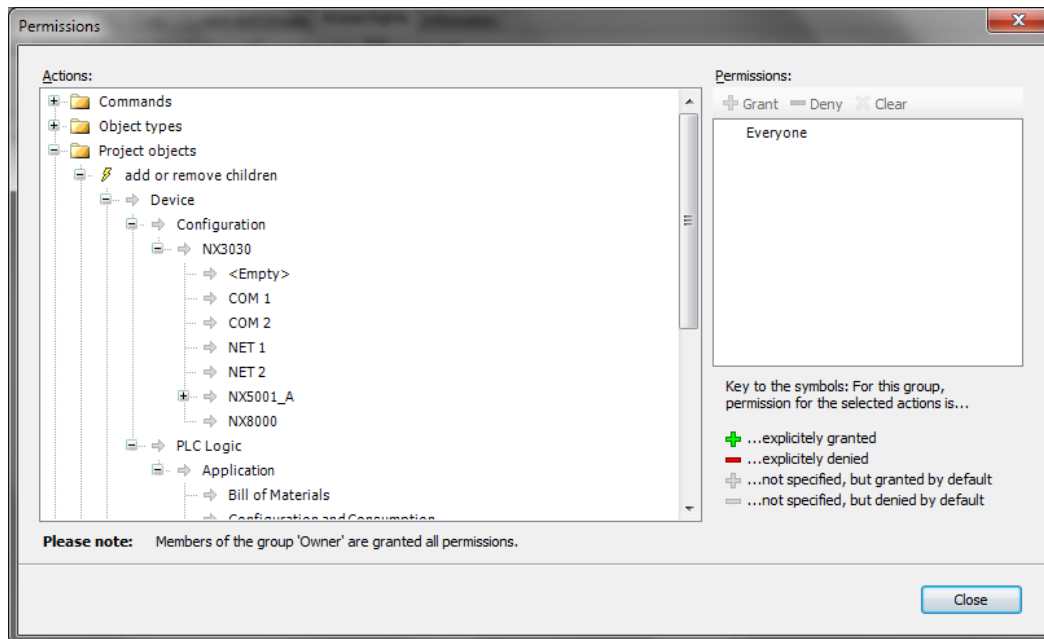 Permissions
Actions:
Commands
Object types
Project objects
add or remove children
Device
Configuration
NX3030
<Empty>
COM 1
COM 2
NET 1
NET 2
NX5001_A
NX8000
PLC Logic
Application
Bill of Materials
Configuration and Consumption
Please note: Members of the group 'Owner' are granted all permissions.
Permissions:
Grant Deny Clear
Everyone
Key to the symbols: For this group,
permission for the selected actions is...
...explicitely granted
...explicitely denied
...not specified, but granted by default
...not specified, but denied by default
Close